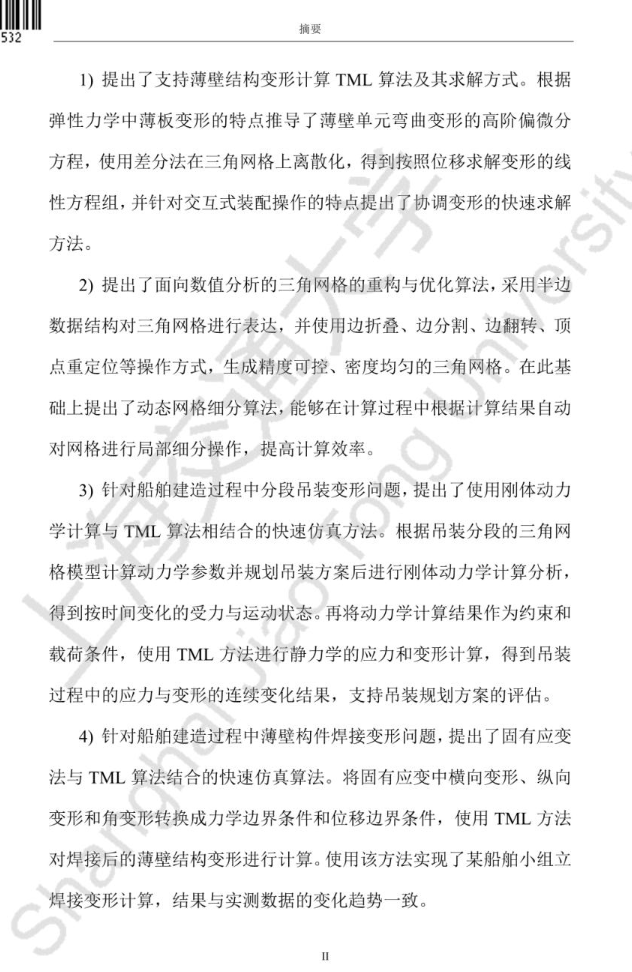 532
摘要
1) 提出了支持薄壁结构变形计算 TML 算法及其求解方式。根据
弹性力学中薄板变形的特点推导了薄壁单元弯曲变形的高阶偏微分
方程，使用差分法在三角网格上离散化，得到按照位移求解变形的线
性方程组，并针对交互式装配操作的特点提出了协调变形的快速求解
方法。
2) 提出了面向数值分析的三角网格的重构与优化算法，采用半边
数据结构对三角网格进行表达，并使用边折叠、边分割、边翻转、顶
点重定位等操作方式，生成精度可控、密度均匀的三角网格。在此基
础上提出了动态网格细分算法，能够在计算过程中根据计算结果自动
对网格进行局部细分操作，提高计算效率。
3) 针对船舶建造过程中分段吊装变形问题，提出了使用刚体动力
学计算与 TML 算法相结合的快速仿真方法。根据吊装分段的三角网
格模型计算动力学参数并规划吊装方案后进行刚体动力学计算分析，
得到按时间变化的受力与运动状态。再将动力学计算结果作为约束和
载荷条件，使用 TML 方法进行静力学的应力和变形计算，得到吊装
过程中的应力与变形的连续变化结果，支持吊装规划方案的评估。
4) 针对船舶建造过程中薄壁构件焊接变形问题，提出了固有应变
法与 TML 算法结合的快速仿真算法。将固有应变中横向变形、纵向
变形和角变形转换成力学边界条件和位移边界条件，使用 TML 方法
对焊接后的薄壁结构变形进行计算。使用该方法实现了某船舶小组立
焊接变形计算，结果与实测数据的变化趋势一致。
II
上海交通大学
Shanghai Jiao Tong University